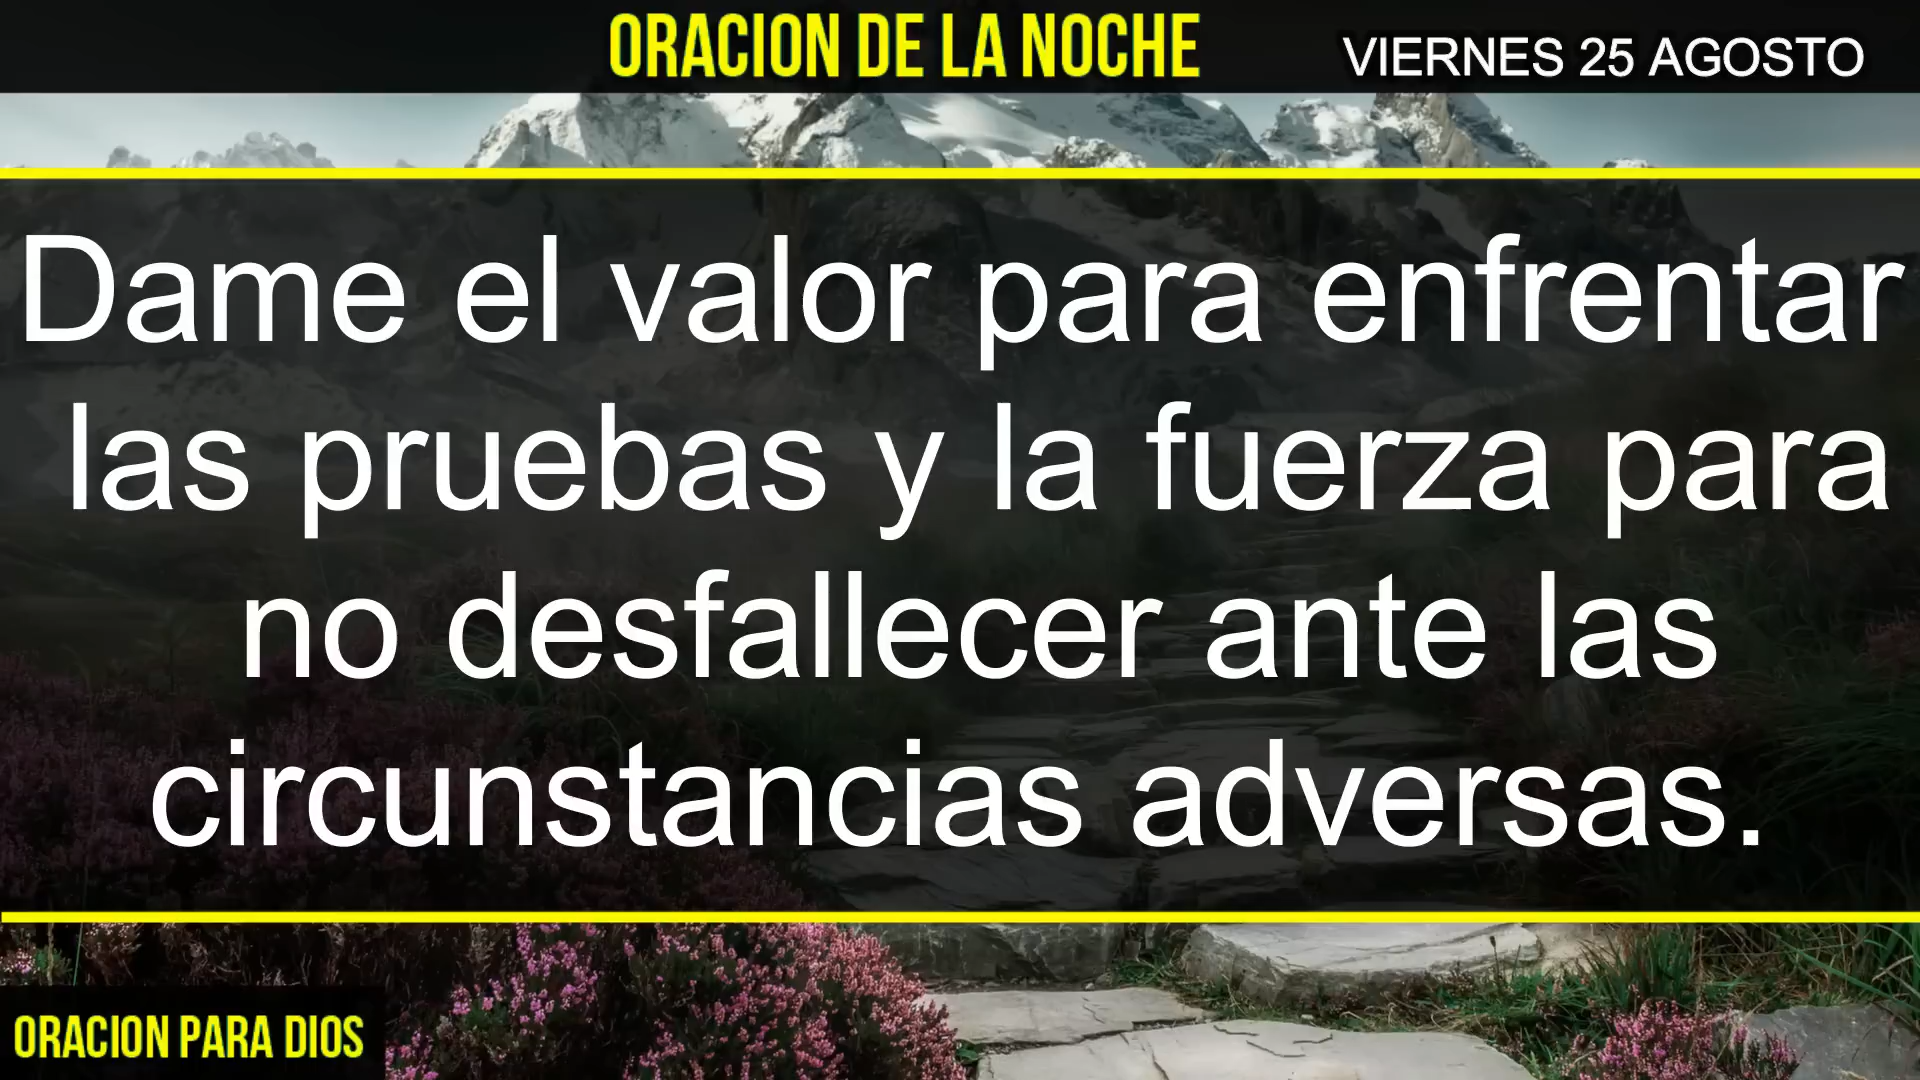 ORACION DE LA NOCHE
VIERNES 25 AGOSTO
Dame el valor para enfrentar
las pruebas y la fuerza para
no desfallecer ante las
circunstancias adversas.
ORACION PARA DIOS